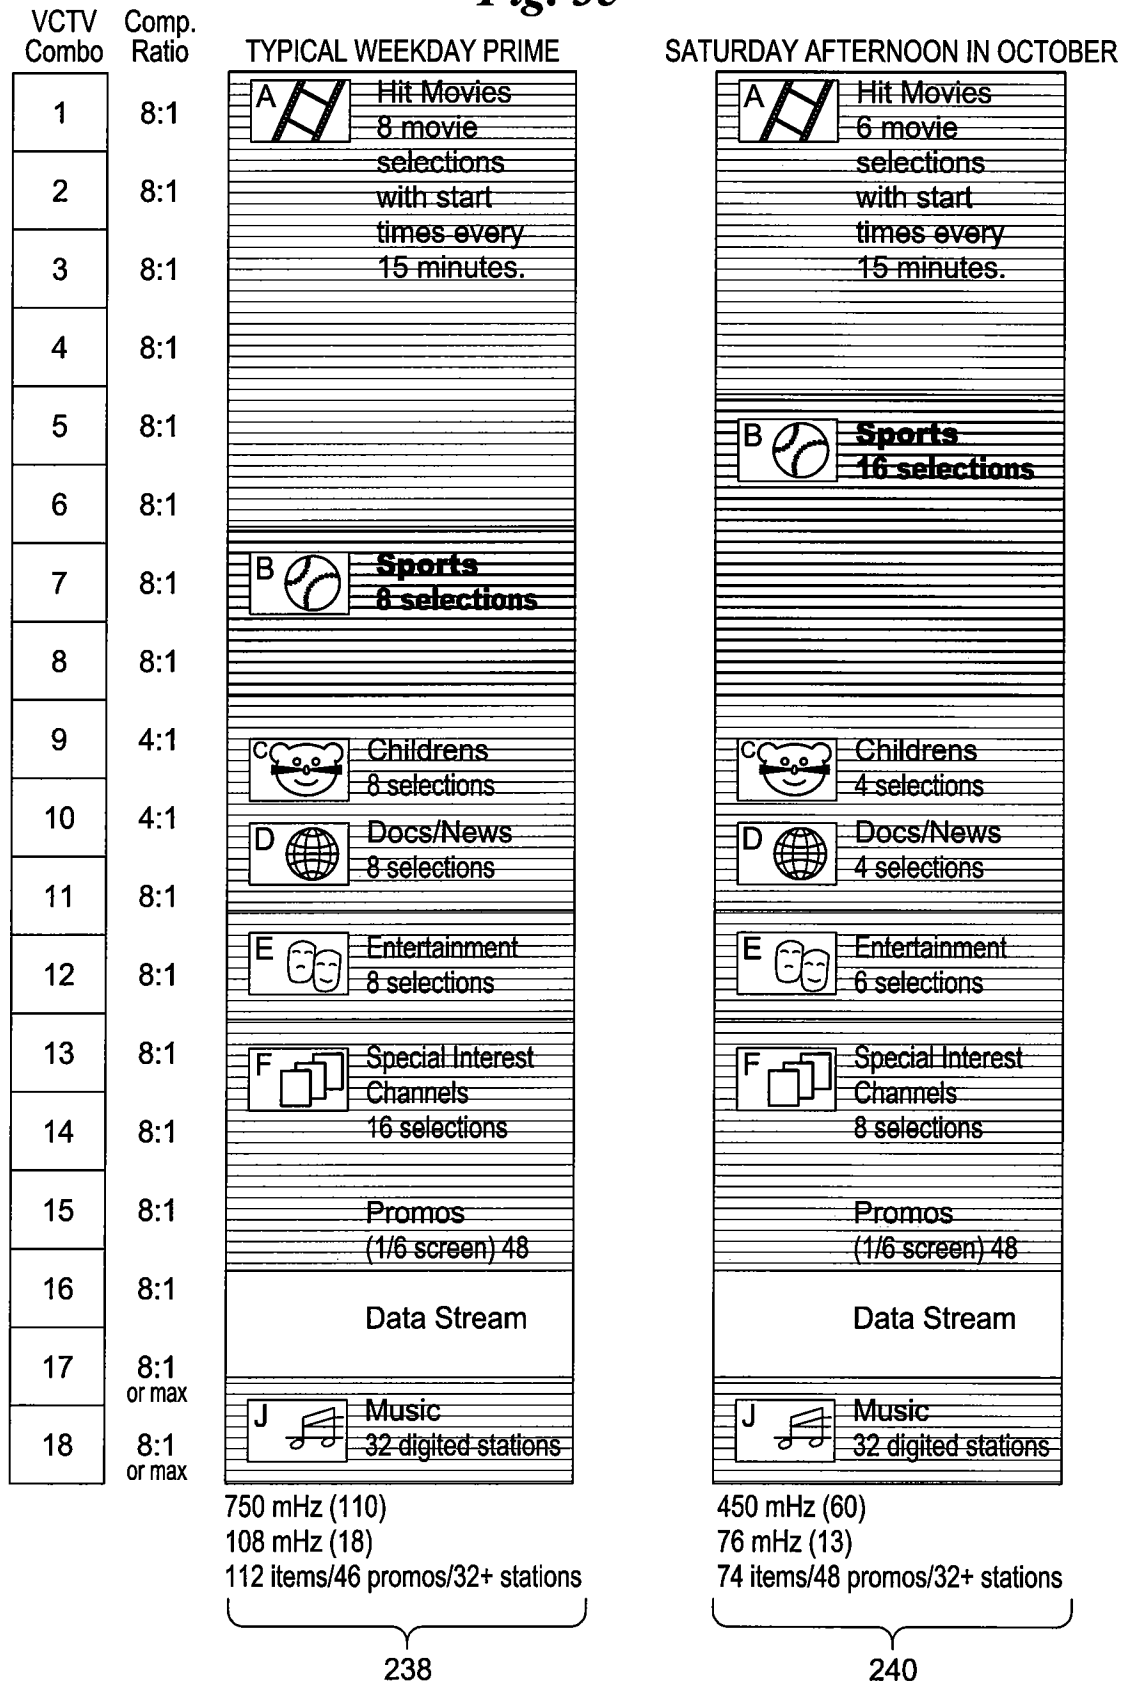 VCTV Combo
Comp. Ratio
TYPICAL WEEKDAY PRIME
SATURDAY AFTERNOON IN OCTOBER
1 8:1
2 8:1
3 8:1
4 8:1
5 8:1
6 8:1
7 8:1
8 8:1
9 4:1
10 4:1
11 8:1
12 8:1
13 8:1
14 8:1
15 8:1
16 8:1
17 8:1 or max
18 8:1 or max
A Hit Movies
8 movie
selections
with start
times every
15 minutes.
B Sports
8 selections
C Childrens
8 selections
D Docs/News
8 selections
E Entertainment
8 selections
F Special Interest
Channels
16 selections
Promos
(1/6 screen) 48
Data Stream
J Music
32 digited stations
750 mHz (110)
108 mHz (18)
112 items/46 promos/32+ stations
238
A Hit Movies
6 movie
selections
with start
times every
15 minutes.
B Sports
16 selections
C Childrens
4 selections
D Docs/News
4 selections
E Entertainment
6 selections
F Special Interest
Channels
8 selections
Promos
(1/6 screen) 48
Data Stream
J Music
32 digited stations
450 mHz (60)
76 mHz (13)
74 items/48 promos/32+ stations
240